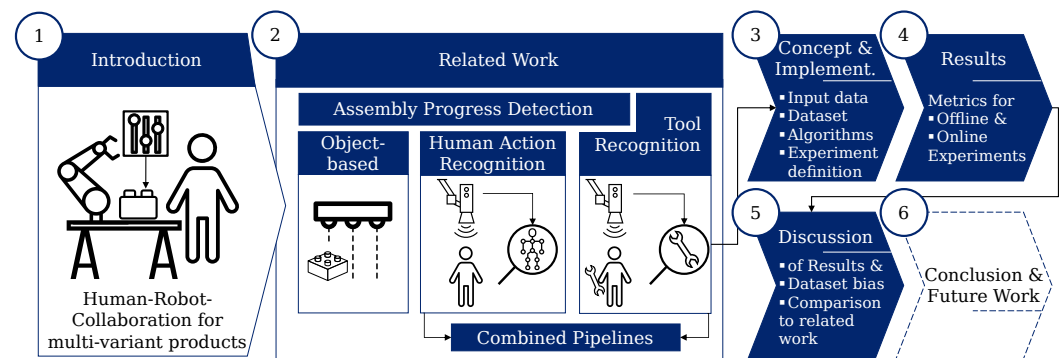 1
Introduction
Human-Robot-
Collaboration for
multi-variant products
2
Related Work
Assembly Progress Detection
Object-
based
Human Action
Recognition
Tool
Recognition
Combined Pipelines
3
Concept &
Implement.
▪ Input data
▪ Dataset
▪ Algorithms
▪ Experiment
definition
4
Results
Metrics for
▪ Offline &
▪ Online
Experiments
5
Discussion
▪ of Results &
▪ Dataset bias
▪ Comparison
to related
work
6
Conclusion &
Future Work